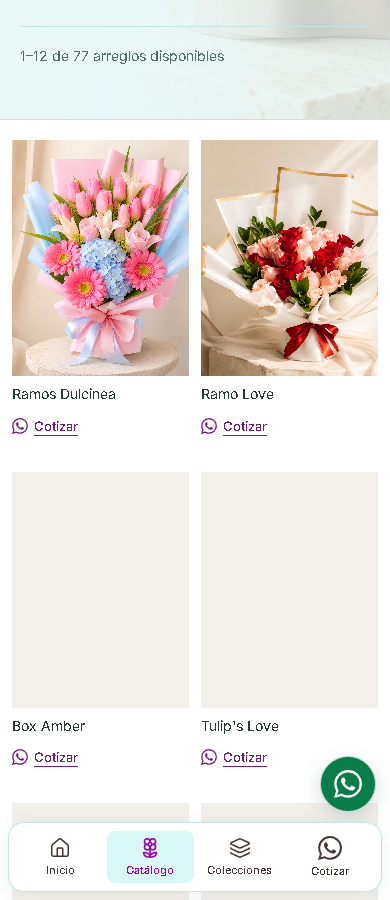 1–12 de 77 arreglos disponibles
Ramos Dulcinea
Ramo Love
Cotizar
Cotizar
Box Amber
Tulip's Love
Cotizar
Cotizar
Inicio
Catálogo
Colecciones
Cotizar